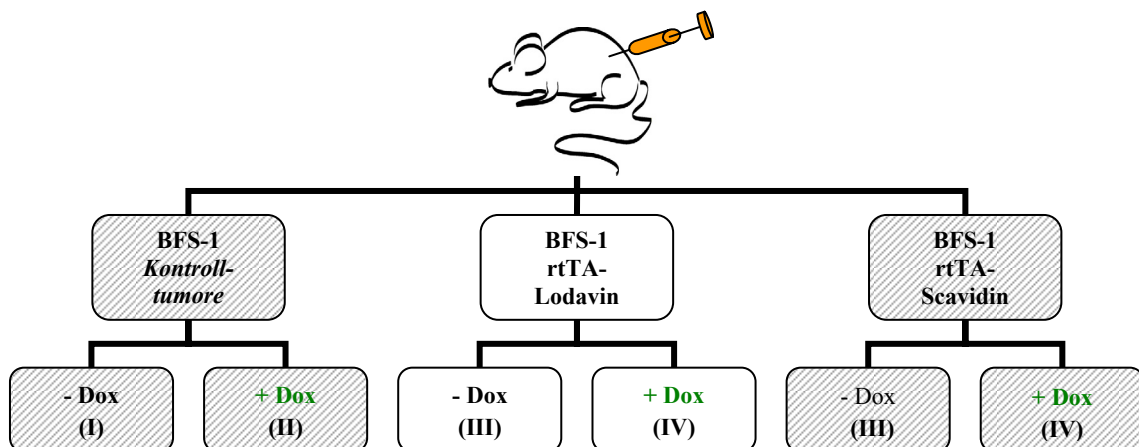 BFS-1
Kontroll-
tumore
BFS-1
rtTA-
Lodavin
BFS-1
rtTA-
Scavidin
- Dox
(I)
+ Dox
(II)
- Dox
(III)
+ Dox
(IV)
- Dox
(III)
+ Dox
(IV)